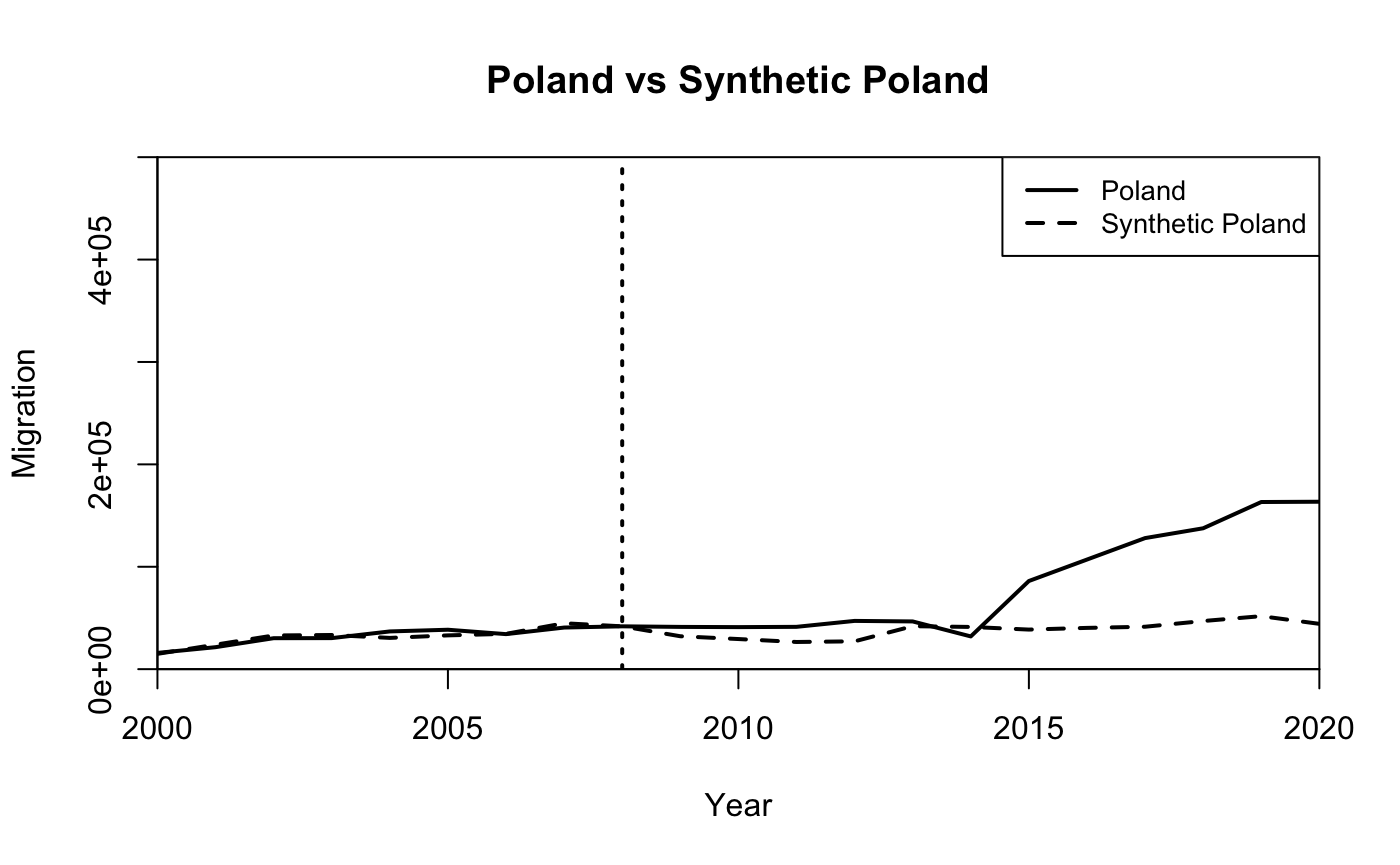 Poland vs Synthetic Poland
Poland
Synthetic Poland
4e+05
2e+05
0e+00
Migration
2000 2005 2010 2015 2020
Year